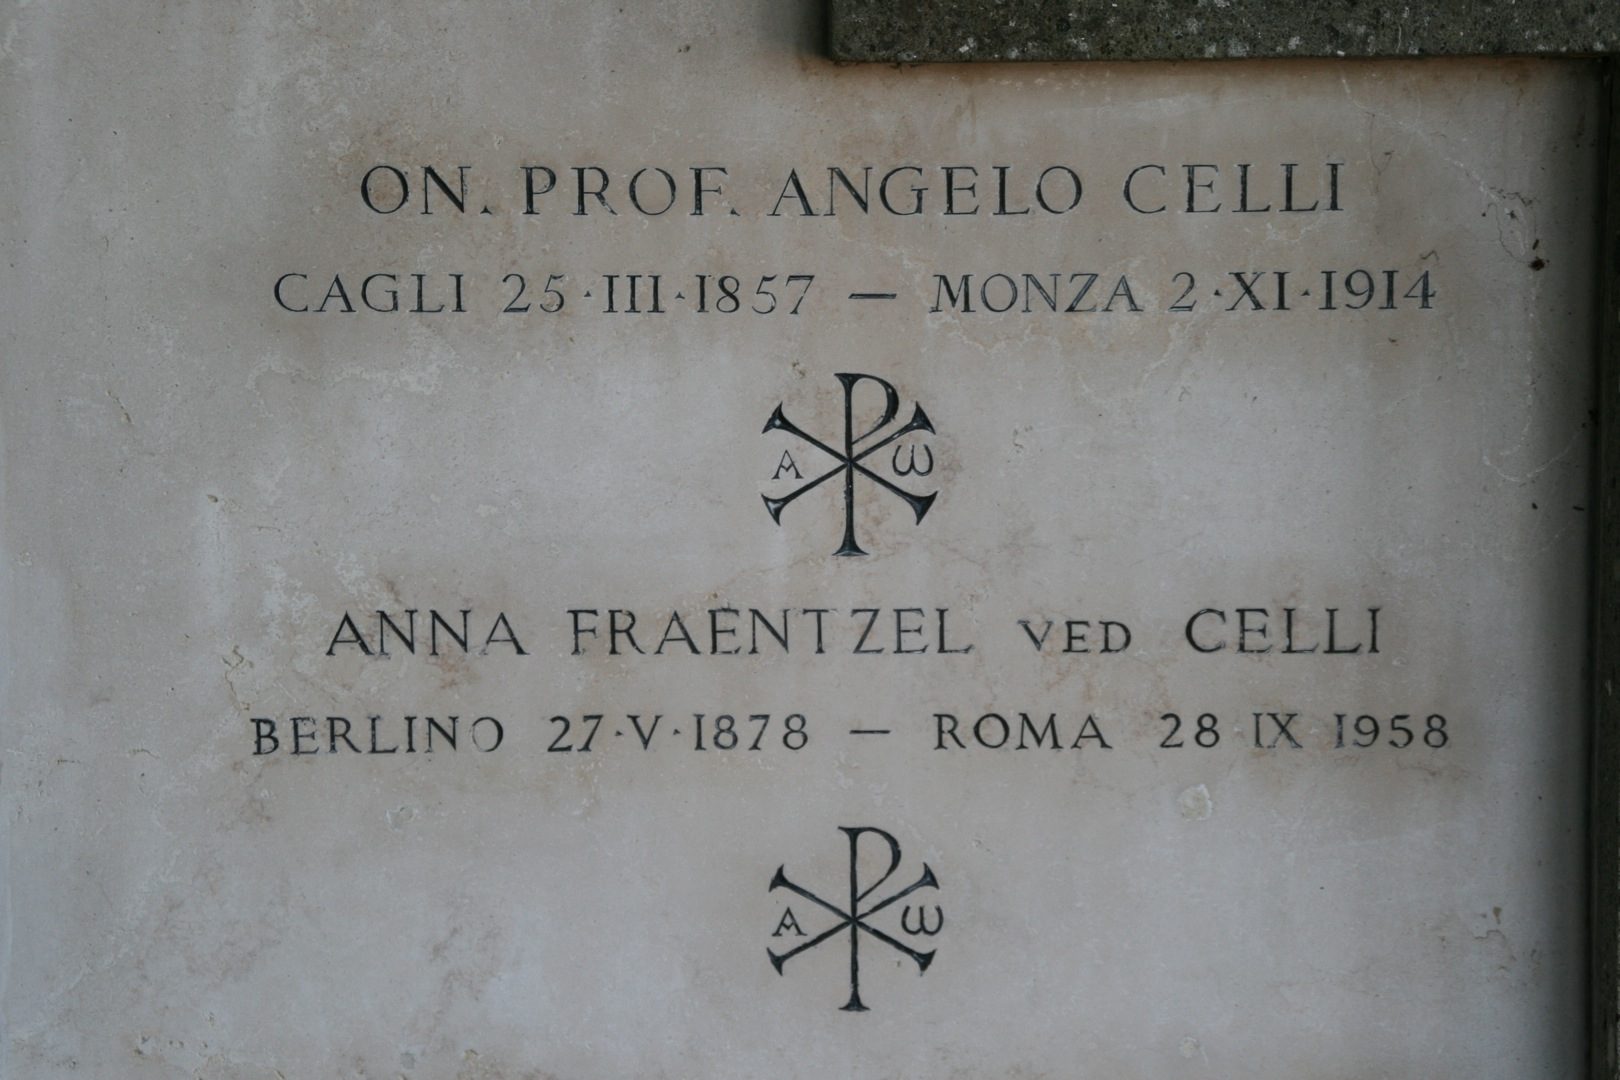 ON. PROF. ANGELO CELLI
CAGLI 25·III·1857 — MONZA 2·XI·1914
A ☧ ω
ANNA FRAENTZEL VED CELLI
BERLINO 27·V·1878 — ROMA 28 IX 1958
A ☧ ω